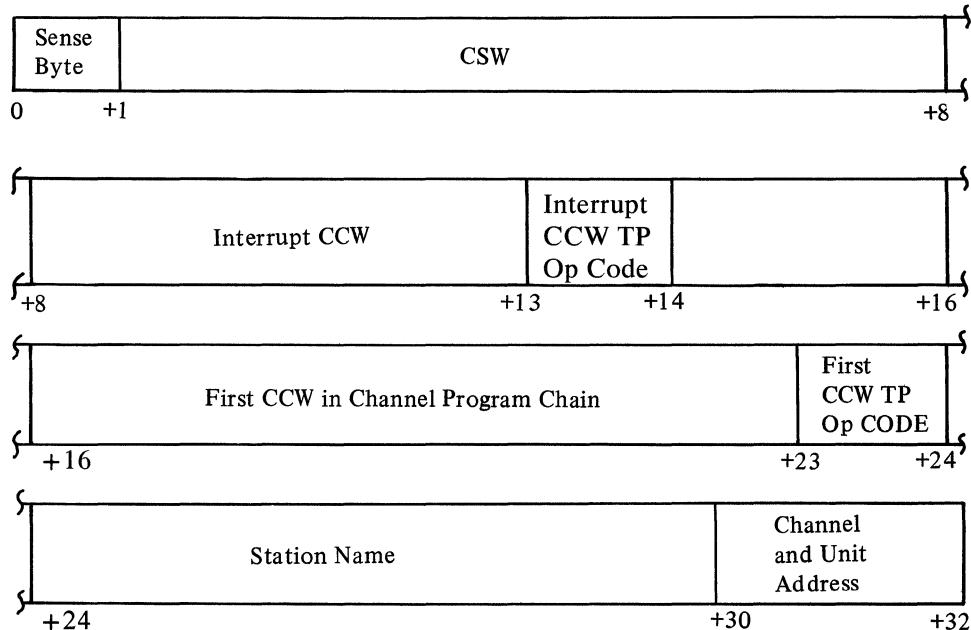 Sense
Byte
CSW
0 +1 +8
Interrupt CCW
Interrupt
CCW TP
Op Code
+8 +13 +14 +16
First CCW in Channel Program Chain
First
CCW TP
Op CODE
+16 +23 +24
Station Name
Channel
and Unit
Address
+24 +30 +32